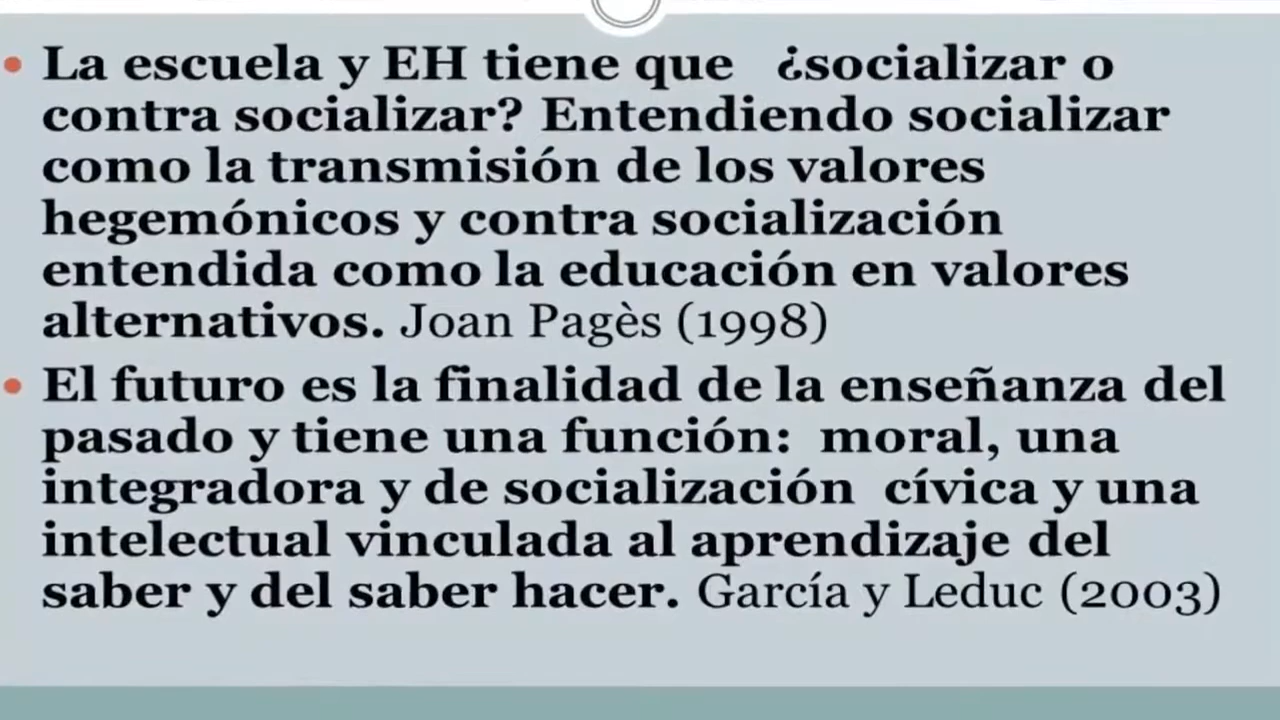 • La escuela y EH tiene que ¿socializar o
contra socializar? Entendiendo socializar
como la transmisión de los valores
hegemónicos y contra socialización
entendida como la educación en valores
alternativos. Joan Pagès (1998)
• El futuro es la finalidad de la enseñanza del
pasado y tiene una función: moral, una
integradora y de socialización cívica y una
intelectual vinculada al aprendizaje del
saber y del saber hacer. García y Leduc (2003)